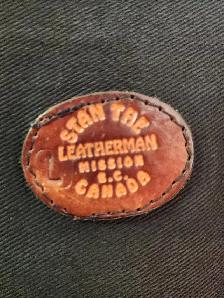 STAN THE
LEATHERMAN
MISSION
B.C.
CANADA